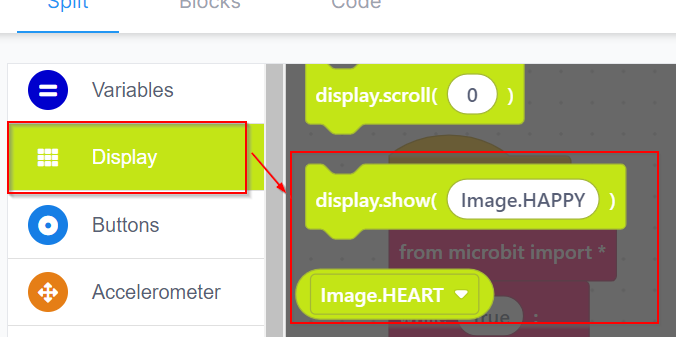 Split Blocks Code
Variables
Display
Buttons
Accelerometer
display.scroll( 0 )
display.show( Image.HAPPY )
from microbit import *
Image.HEART
True :